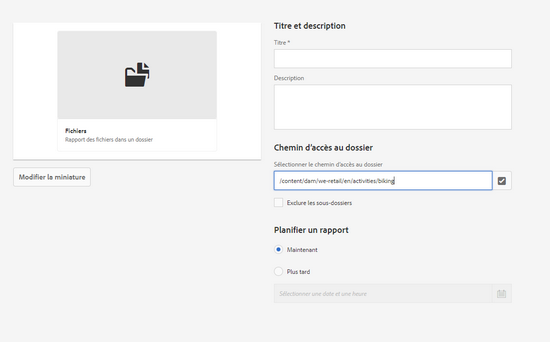 Fichiers
Rapport des fichiers dans un dossier
Modifier la miniature
Titre et description
Titre *
Description
Chemin d'accès au dossier
Sélectionner le chemin d'accès au dossier
/content/dam/we-retail/en/activities/biking
Exclure les sous-dossiers
Planifier un rapport
Maintenant
Plus tard
Sélectionner une date et une heure